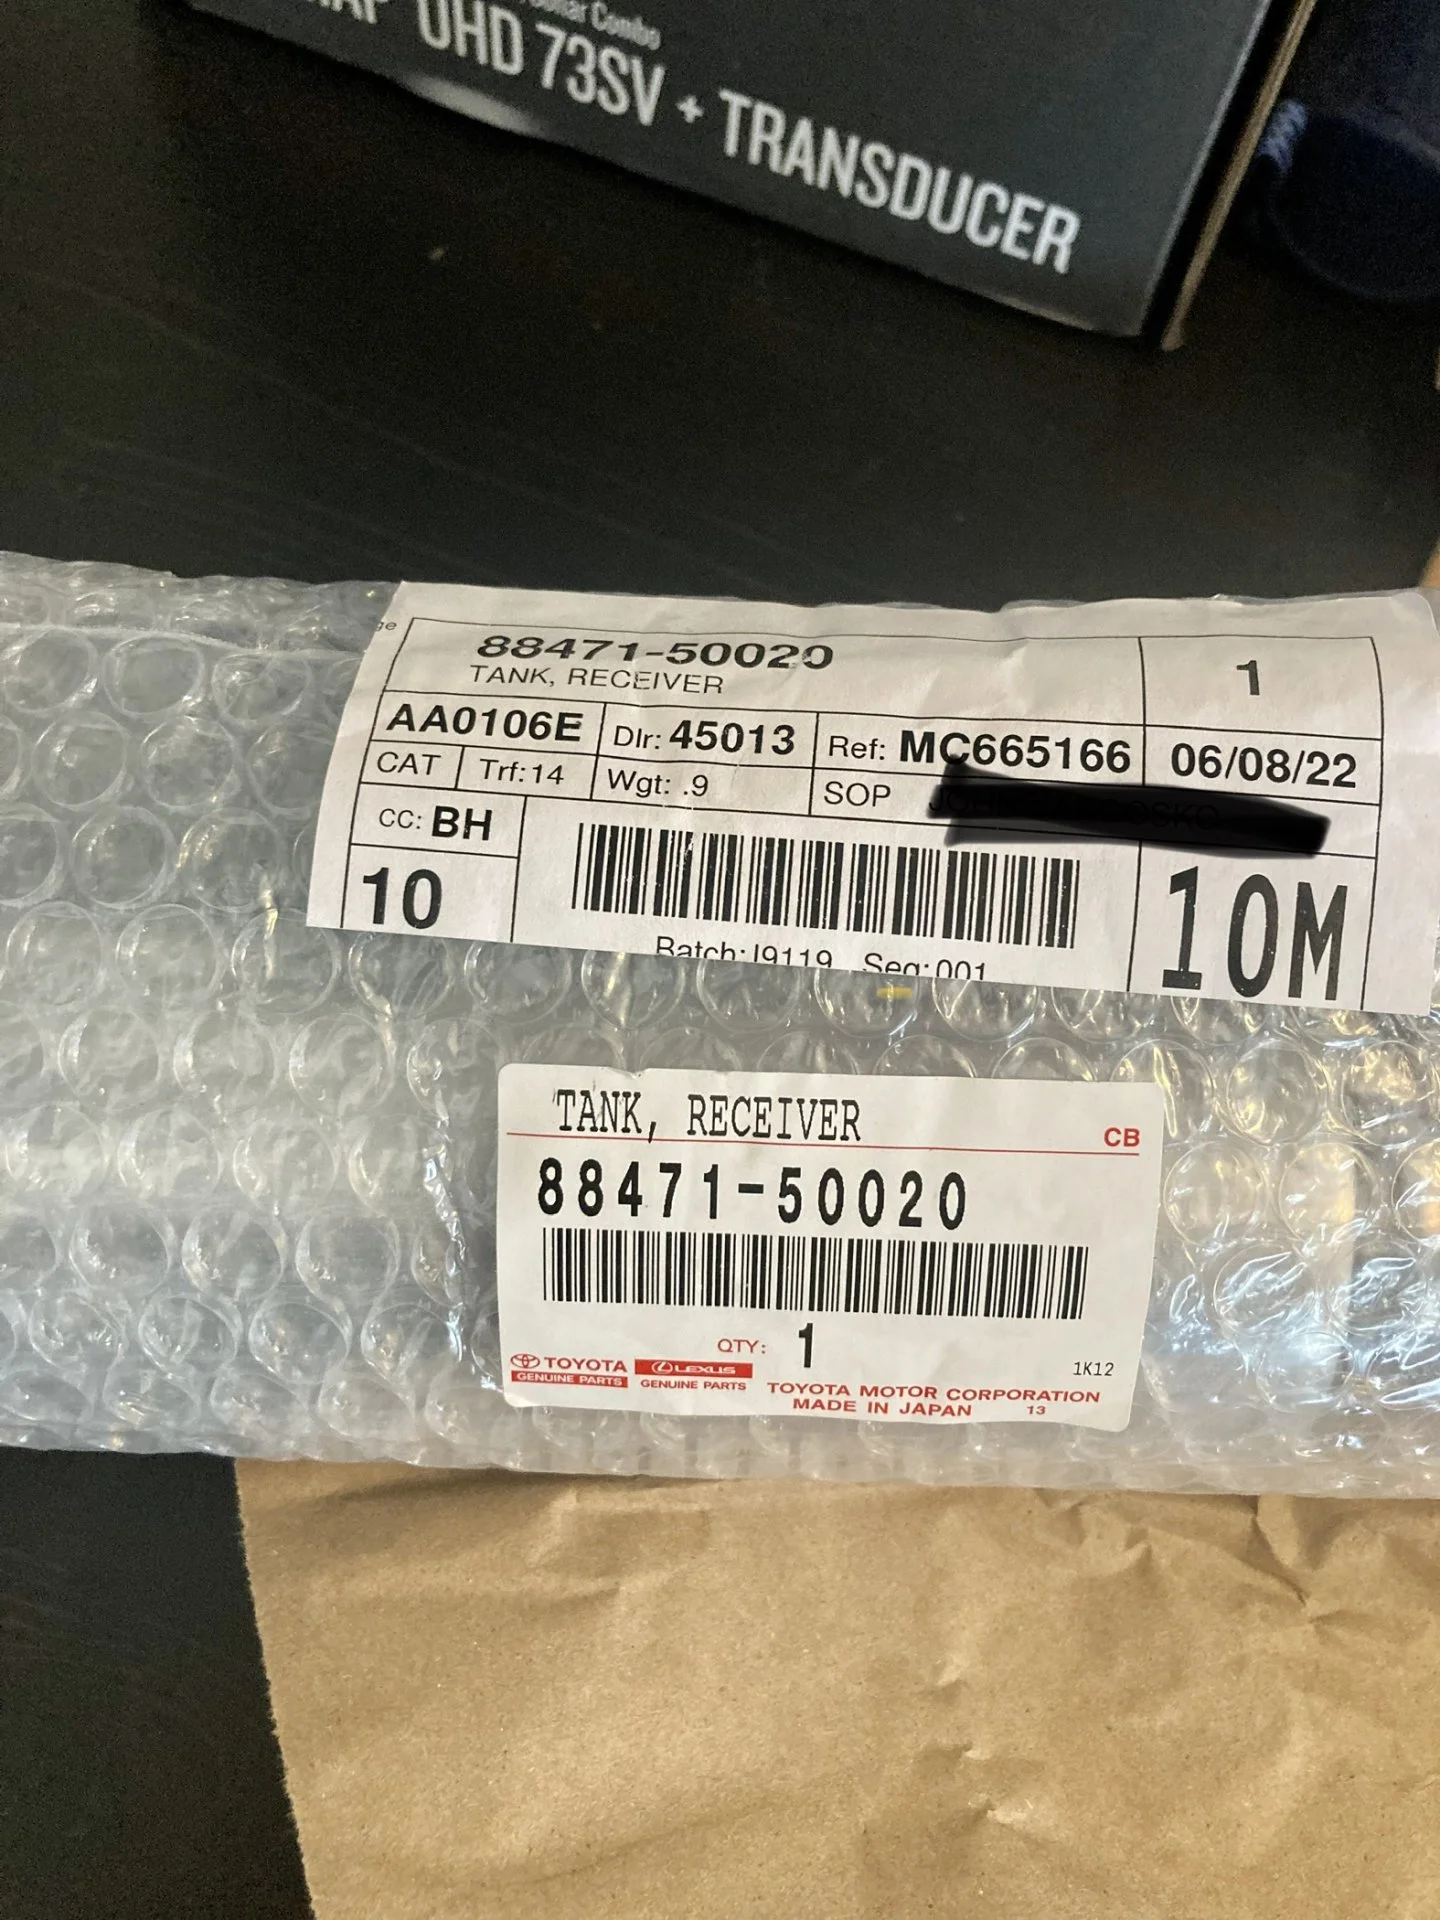 Combo
UHD 73SV + TRANSDUCER
ge
88471-50020
TANK, RECEIVER
1
AA0106E
Dlr: 45013
Ref: MC665166
06/08/22
CAT
Trf: 14
Wgt: .9
SOP
CC: BH
10
10M
Batch: I9119 Seq: 001
TANK, RECEIVER
CB
88471-50020
QTY: 1
TOYOTA
GENUINE PARTS
LEXUS
GENUINE PARTS
1K12
TOYOTA MOTOR CORPORATION
MADE IN JAPAN 13